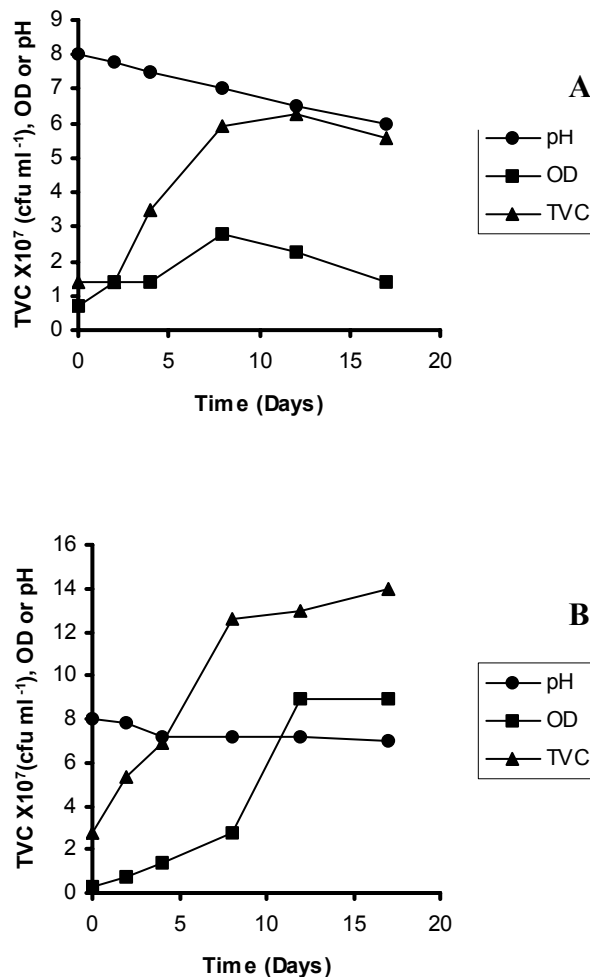 TVC X10⁷ (cfu ml ⁻¹), OD or pH
9
8
7
6
5
4
3
2
1
0
0 5 10 15 20
Time (Days)
A
pH
OD
TVC
TVC X10⁷(cfu ml ⁻¹), OD or pH
16
14
12
10
8
6
4
2
0
0 5 10 15 20
Time (Days)
B
pH
OD
TVC